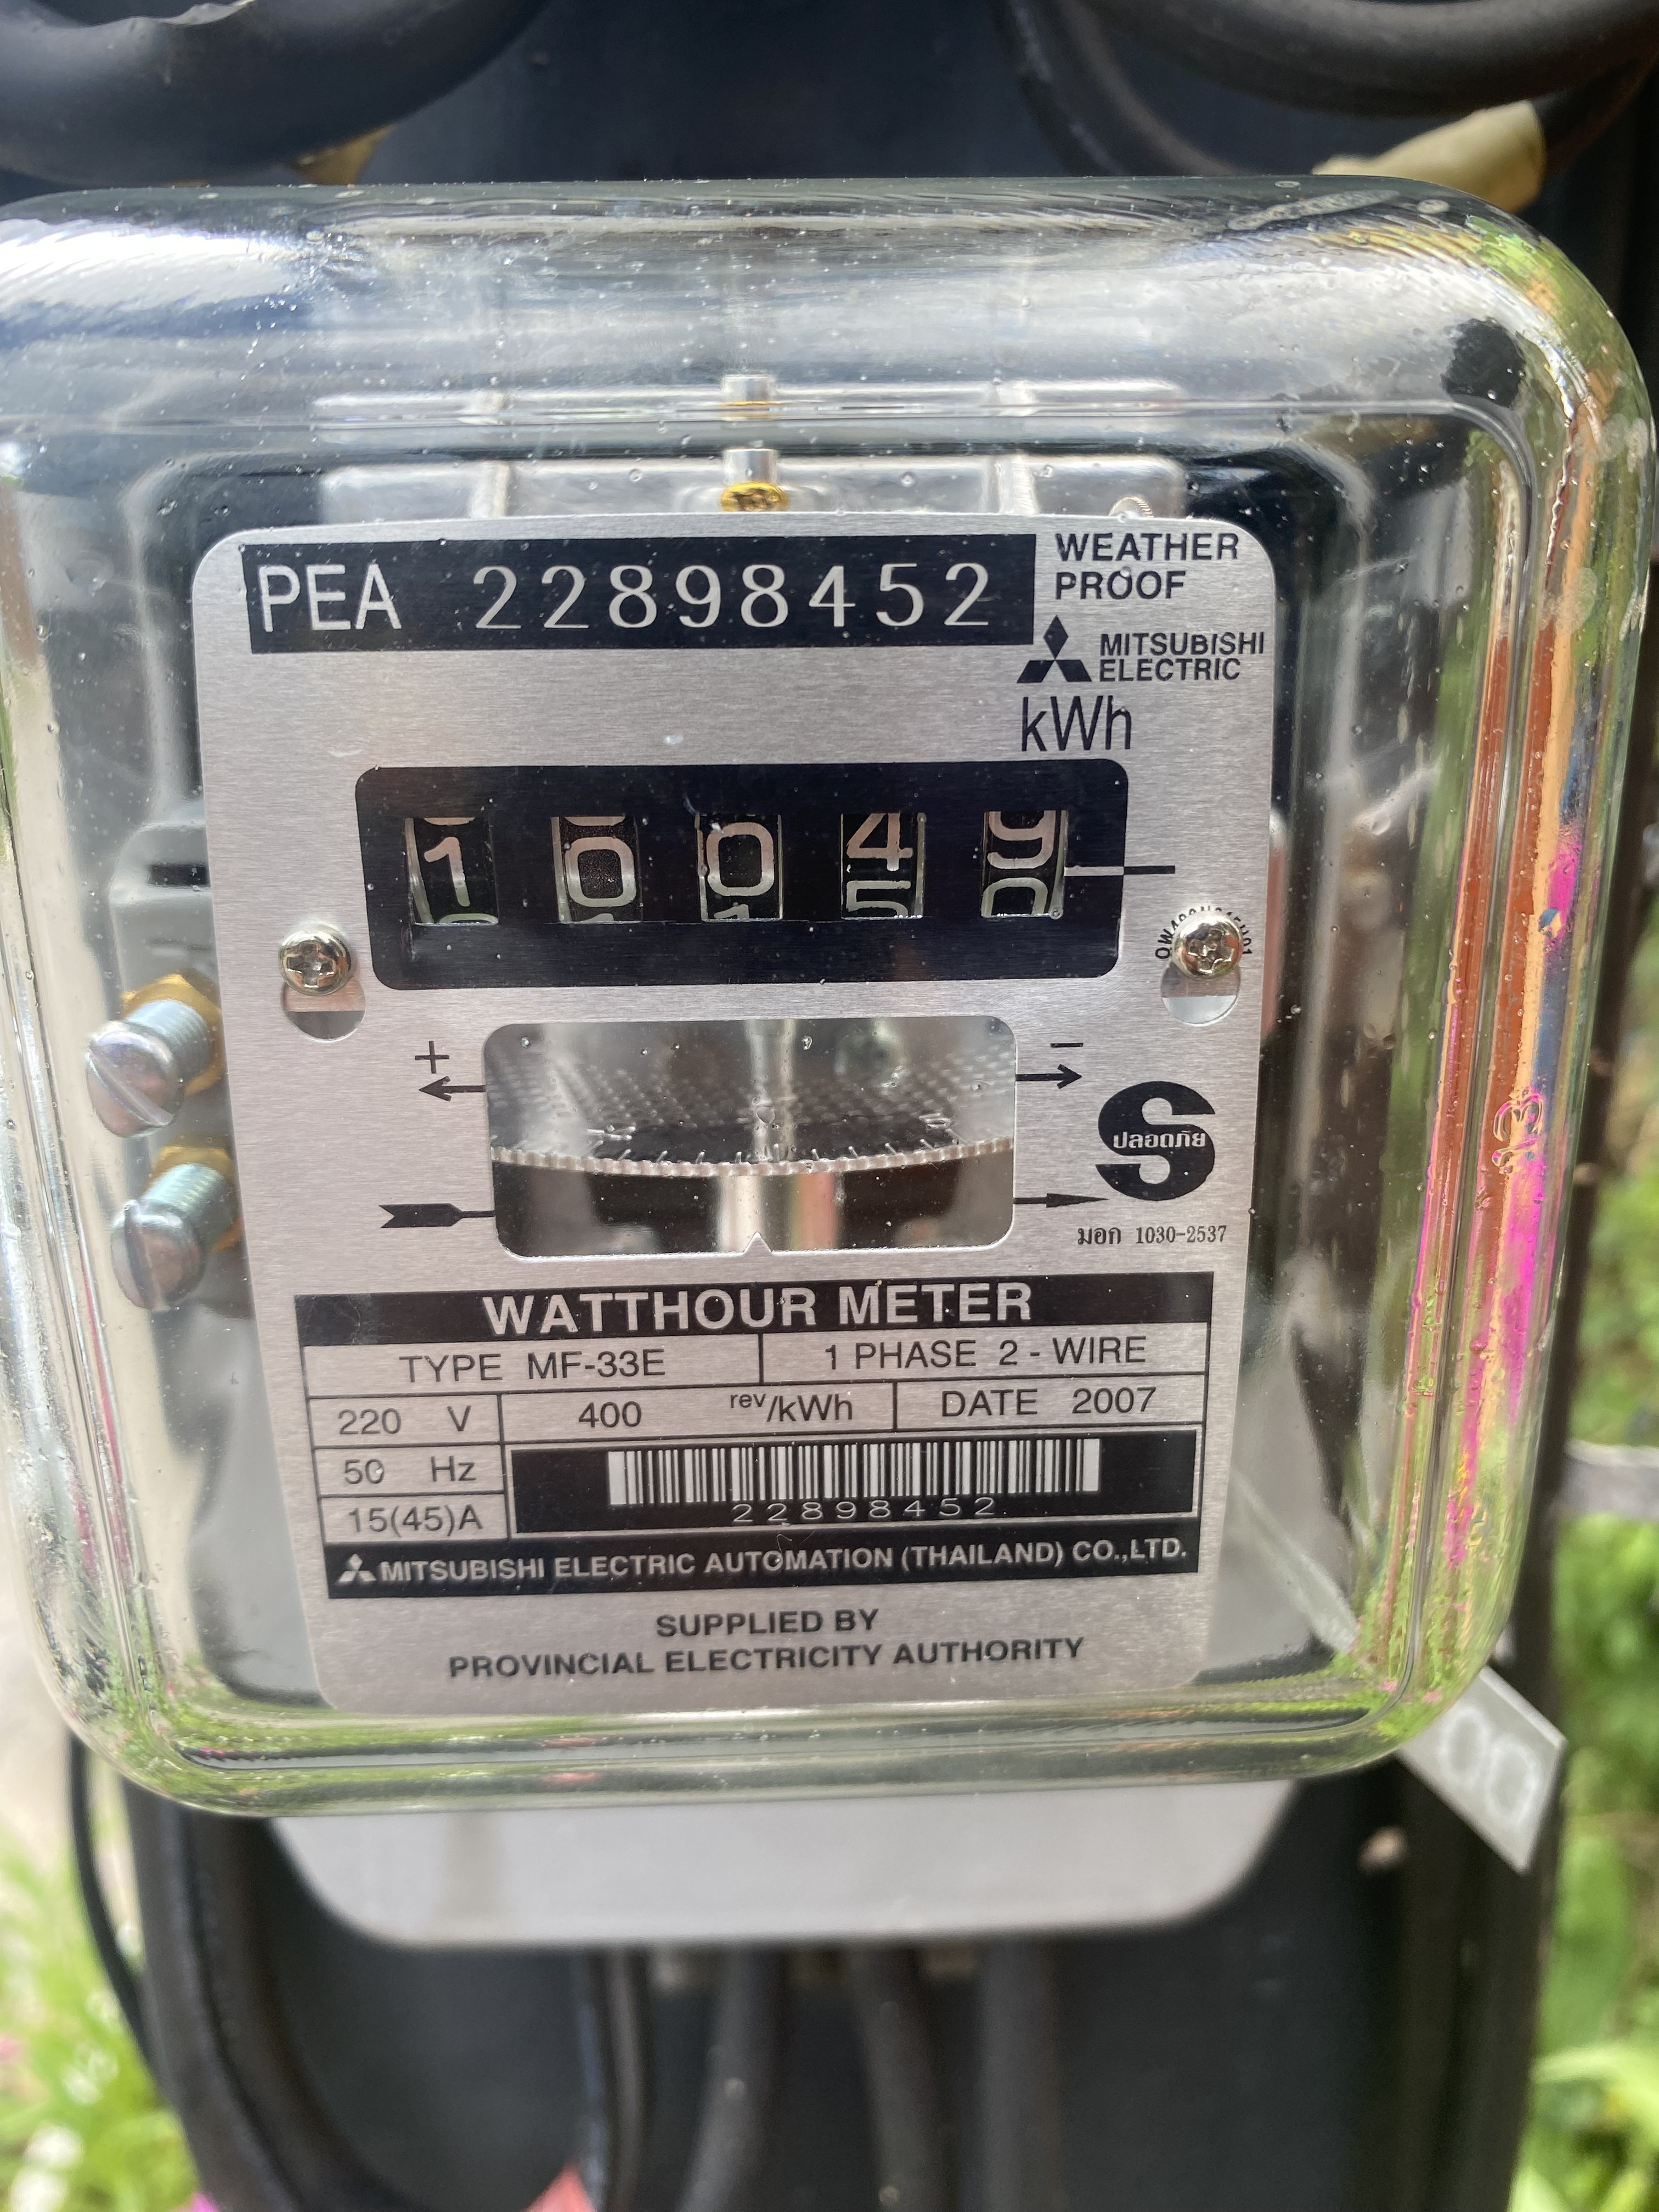 PEA 22898452
WEATHER
PROOF
MITSUBISHI
ELECTRIC
kWh
1 0 0 4 9
+
−
S
ปลอดภัย
มอก 1030-2537
WATTHOUR METER
TYPE MF-33E
1 PHASE 2 - WIRE
220 V
400 rev/kWh
DATE 2007
50 Hz
15(45)A
22898452
MITSUBISHI ELECTRIC AUTOMATION (THAILAND) CO.,LTD.
SUPPLIED BY
PROVINCIAL ELECTRICITY AUTHORITY